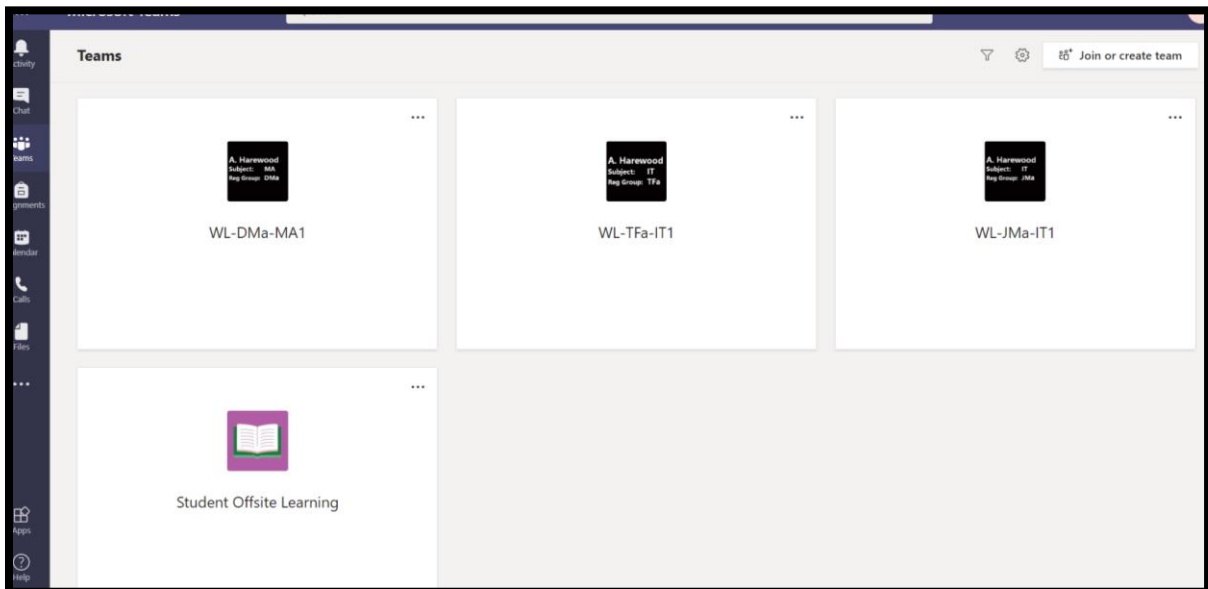 Microsoft Teams
Teams
Join or create team
ctivity
Chat
eams
gnments
lendar
Calls
Files
Apps
Help
A. Harewood
Subject: MA
Reg Group: DMa
WL-DMa-MA1
A. Harewood
Subject: IT
Reg Group: TFa
WL-TFa-IT1
A. Harewood
Subject: IT
Reg Group: JMa
WL-JMa-IT1
Student Offsite Learning